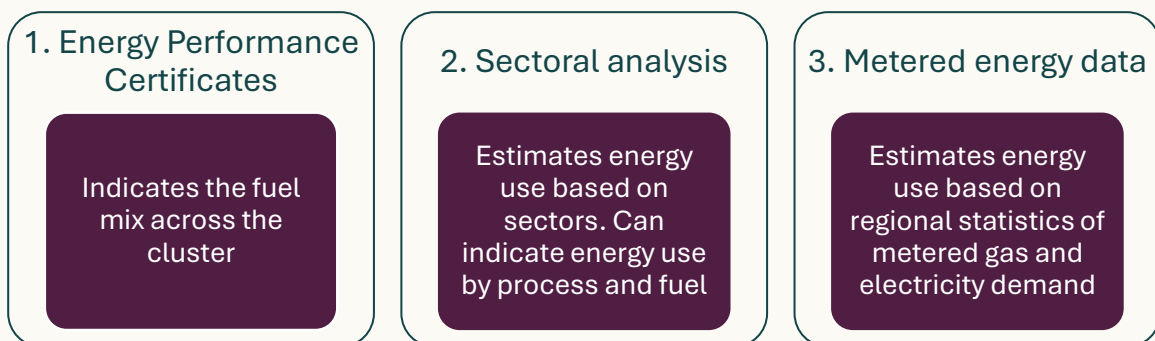 1. Energy Performance
Certificates
Indicates the fuel
mix across the
cluster
2. Sectoral analysis
Estimates energy
use based on
sectors. Can
indicate energy use
by process and fuel
3. Metered energy data
Estimates energy
use based on
regional statistics of
metered gas and
electricity demand